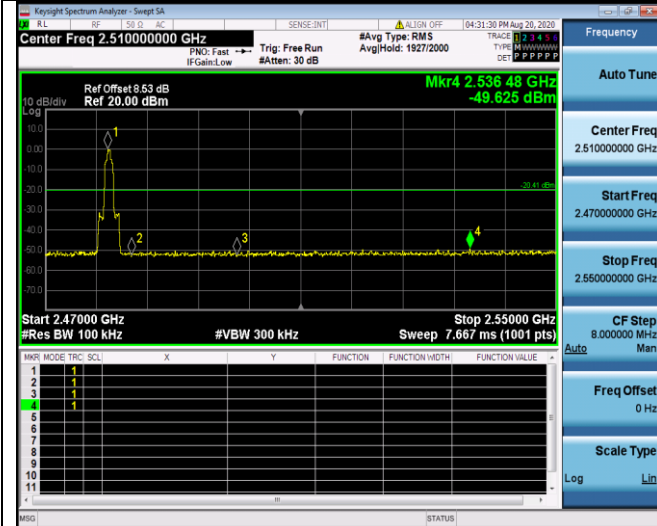 Keysight Spectrum Analyzer - Swept SA
RL RF 50 Ω AC SENSE:INT ALIGN OFF 04:31:30 PM Aug 20, 2020
Center Freq 2.510000000 GHz
PNO: Fast
IFGain:Low
Trig: Free Run
#Atten: 30 dB
#Avg Type: RMS
Avg|Hold: 1927/2000
TRACE 1 2 3 4 5 6
TYPE M W W W W W
DET P P P P P P
Ref Offset 8.53 dB
Ref 20.00 dBm
10 dB/div
Log
Mkr4 2.536 48 GHz
-49.625 dBm
10.0
0.00
-10.0
-20.0
-30.0
-40.0
-50.0
-60.0
-70.0
1
2
3
4
-20.41 dBm
Start 2.47000 GHz
Stop 2.55000 GHz
#Res BW 100 kHz
#VBW 300 kHz
Sweep 7.667 ms (1001 pts)
MKR MODE TRC SCL X Y FUNCTION FUNCTION WIDTH FUNCTION VALUE
1 1
2 1
3 1
4 1
5
6
7
8
9
10
11
MSG
STATUS
Frequency
Auto Tune
Center Freq
2.510000000 GHz
Start Freq
2.470000000 GHz
Stop Freq
2.550000000 GHz
CF Step
8.000000 MHz
Auto Man
Freq Offset
0 Hz
Scale Type
Log Lin